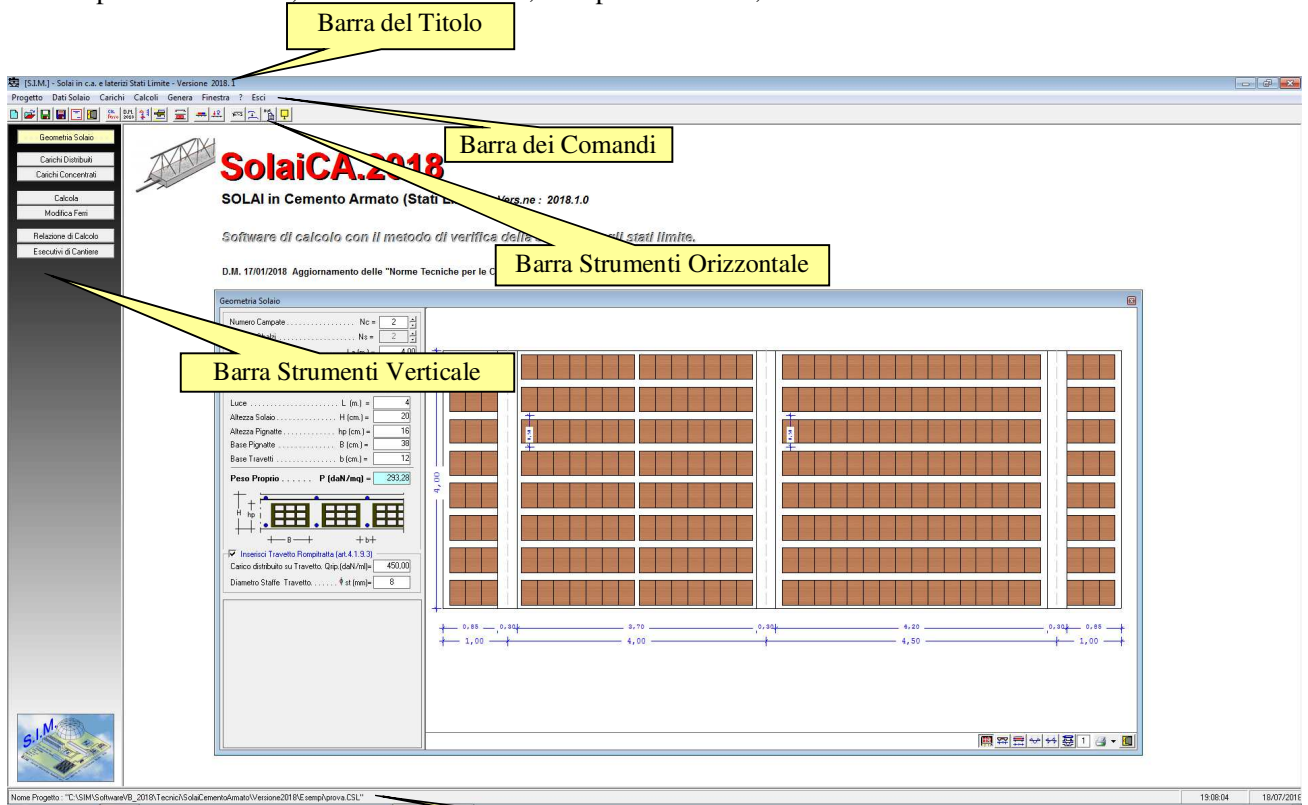 Barra del Titolo
[S.I.M.] - Solai in c.a. e laterizi Stati Limite - Versione 2018.1
Progetto Dati Solaio Carichi Calcoli Genera Finestra ? Esci
Barra dei Comandi
Geometria Solaio
Carichi Distribuiti
Carichi Concentrati
Calcola
Modifica Ferri
Relazione di Calcolo
Esecutivi di Cantiere
SolaiCA.2018
SOLAI in Cemento Armato (Stati Vers.ne : 2018.1.0
Software di calcolo con il metodo di verifica della stati limite.
D.M. 17/01/2018 Aggiornamento delle "Norme Tecniche per le C
Barra Strumenti Orizzontale
Barra Strumenti Verticale
Geometria Solaio
Numero Campate Nc = 2
Ns = 2
4,00
Luce L (m.) = 4
Altezza Solaio H (cm.) = 20
Altezza Pignatte hp (cm.) = 16
Base Pignatte B (cm.) = 38
Base Travetti b (cm.) = 12
Peso Proprio P (daN/mq) = 293,28
H hp
B b
Inserisci Travetto Rompitratta (art.4.1.9.3)
Carico distribuito su Travetto. Qrip.(daN/ml)= 450,00
Diametro Staffe Travetto. ϕ st (mm)= 8
4,00
0,85 0,30 3,70 0,30 4,20 0,30 0,85
1,00 4,00 4,50 1,00
1
S.I.M.
Nome Progetto : "C:\SIM\SoftwareVB_2018\Tecnici\SolaiCementoArmato\Versione2018\Esempi\prova.CSL"
19:08:04 18/07/2018